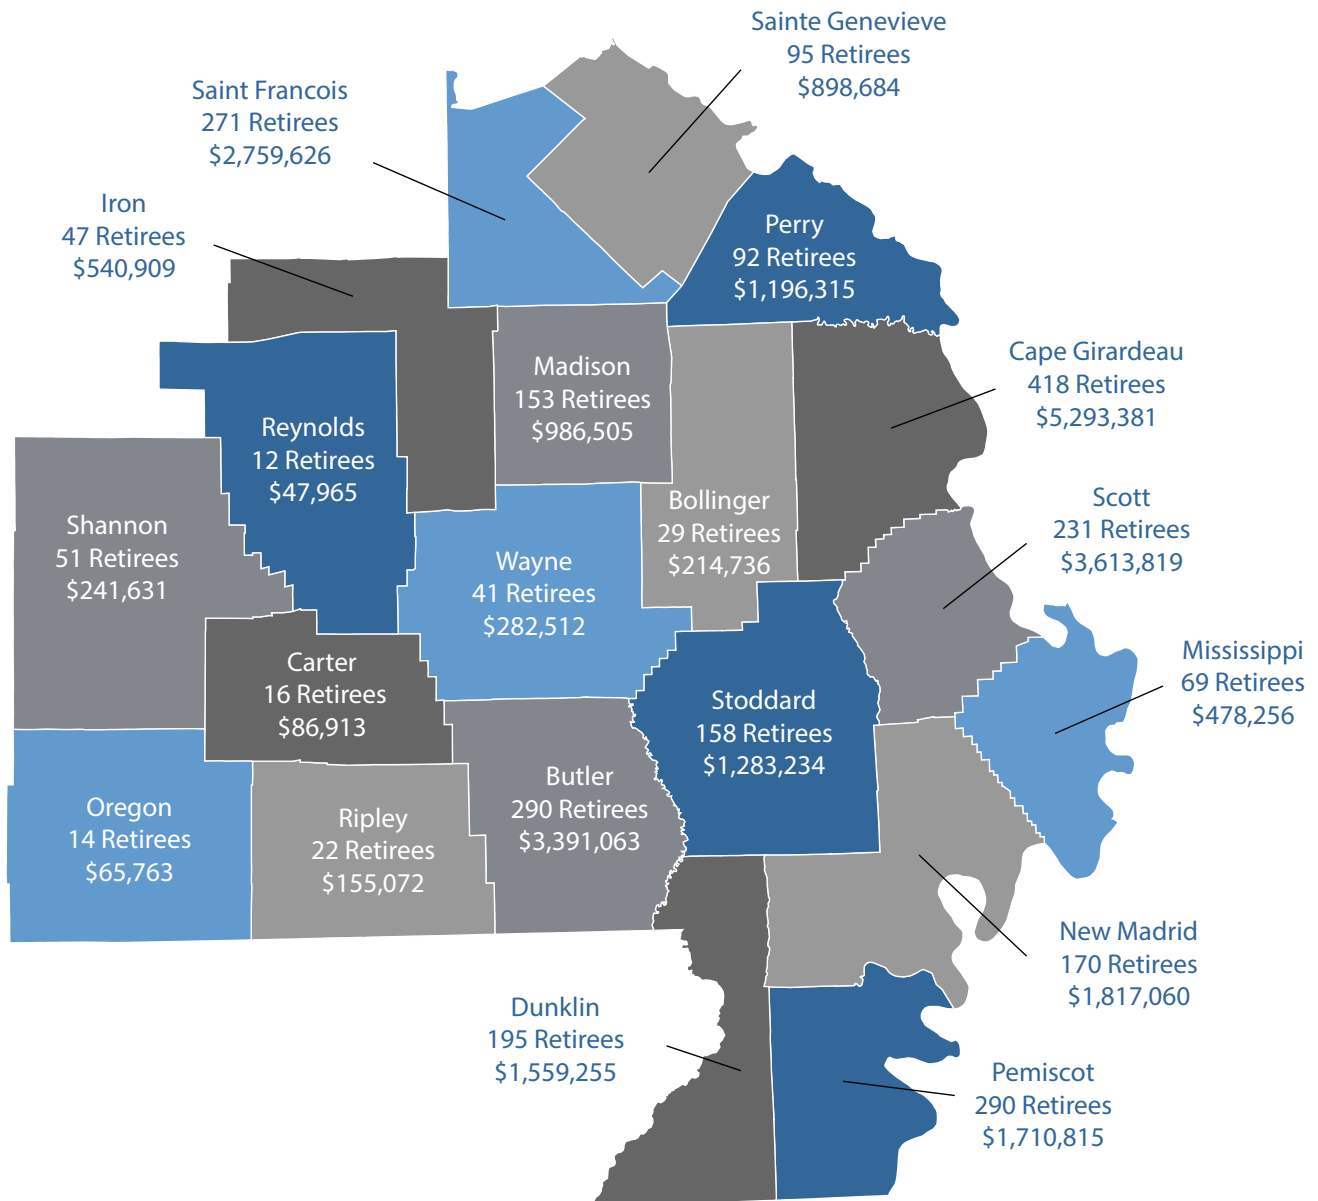 Sainte Genevieve
95 Retirees
$898,684
Saint Francois
271 Retirees
$2,759,626
Iron
47 Retirees
$540,909
Perry
92 Retirees
$1,196,315
Madison
153 Retirees
$986,505
Cape Girardeau
418 Retirees
$5,293,381
Reynolds
12 Retirees
$47,965
Shannon
51 Retirees
$241,631
Bollinger
29 Retirees
$214,736
Scott
231 Retirees
$3,613,819
Wayne
41 Retirees
$282,512
Carter
16 Retirees
$86,913
Mississippi
69 Retirees
$478,256
Stoddard
158 Retirees
$1,283,234
Butler
290 Retirees
$3,391,063
Oregon
14 Retirees
$65,763
Ripley
22 Retirees
$155,072
New Madrid
170 Retirees
$1,817,060
Dunklin
195 Retirees
$1,559,255
Pemiscot
290 Retirees
$1,710,815